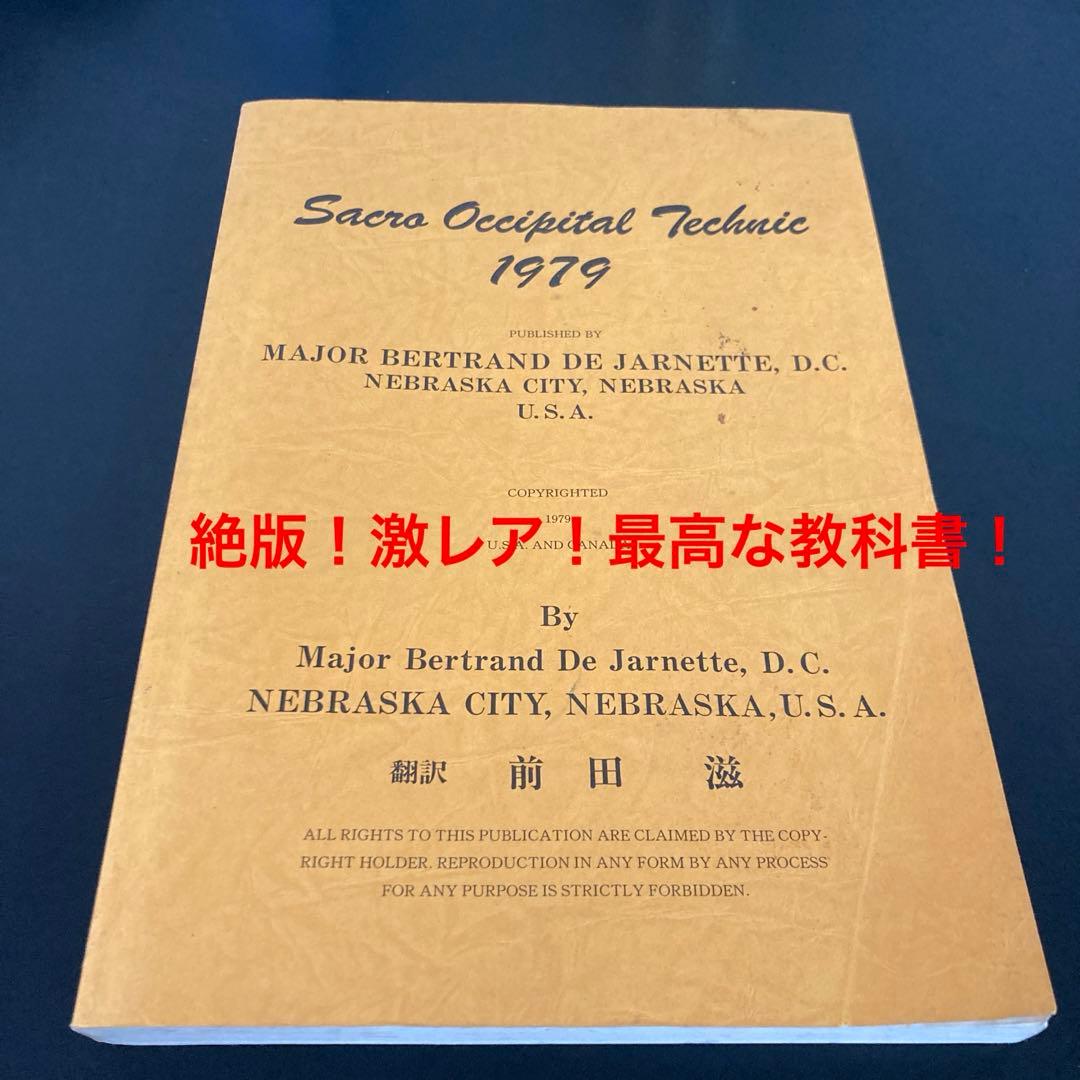 Sacro Occipital Technic
1979
PUBLISHED BY
MAJOR BERTRAND DE JARNETTE, D.C.
NEBRASKA CITY, NEBRASKA
U.S.A.
COPYRIGHTED
1979
U.S.A. AND CANAD
絶版！激レア！最高な教科書！
By
Major Bertrand De Jarnette, D.C.
NEBRASKA CITY, NEBRASKA, U.S.A.
翻訳 前田 滋
ALL RIGHTS TO THIS PUBLICATION ARE CLAIMED BY THE COPY-
RIGHT HOLDER. REPRODUCTION IN ANY FORM BY ANY PROCESS
FOR ANY PURPOSE IS STRICTLY FORBIDDEN.